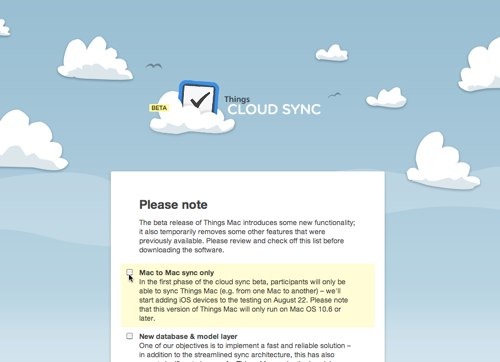 Things
BETA
CLOUD SYNC
Please note
The beta release of Things Mac introduces some new functionality;
it also temporarily removes some other features that were
previously available. Please review and check off this list before
downloading the software.
Mac to Mac sync only
In the first phase of the cloud sync beta, participants will only be
able to sync Things Mac (e.g. from one Mac to another) – we'll
start adding iOS devices to the testing on August 22. Please note
that this version of Things Mac will only run on Mac OS 10.6 or
later.
New database & model layer
One of our objectives is to implement a fast and reliable solution –
in addition to the streamlined sync architecture, this has also